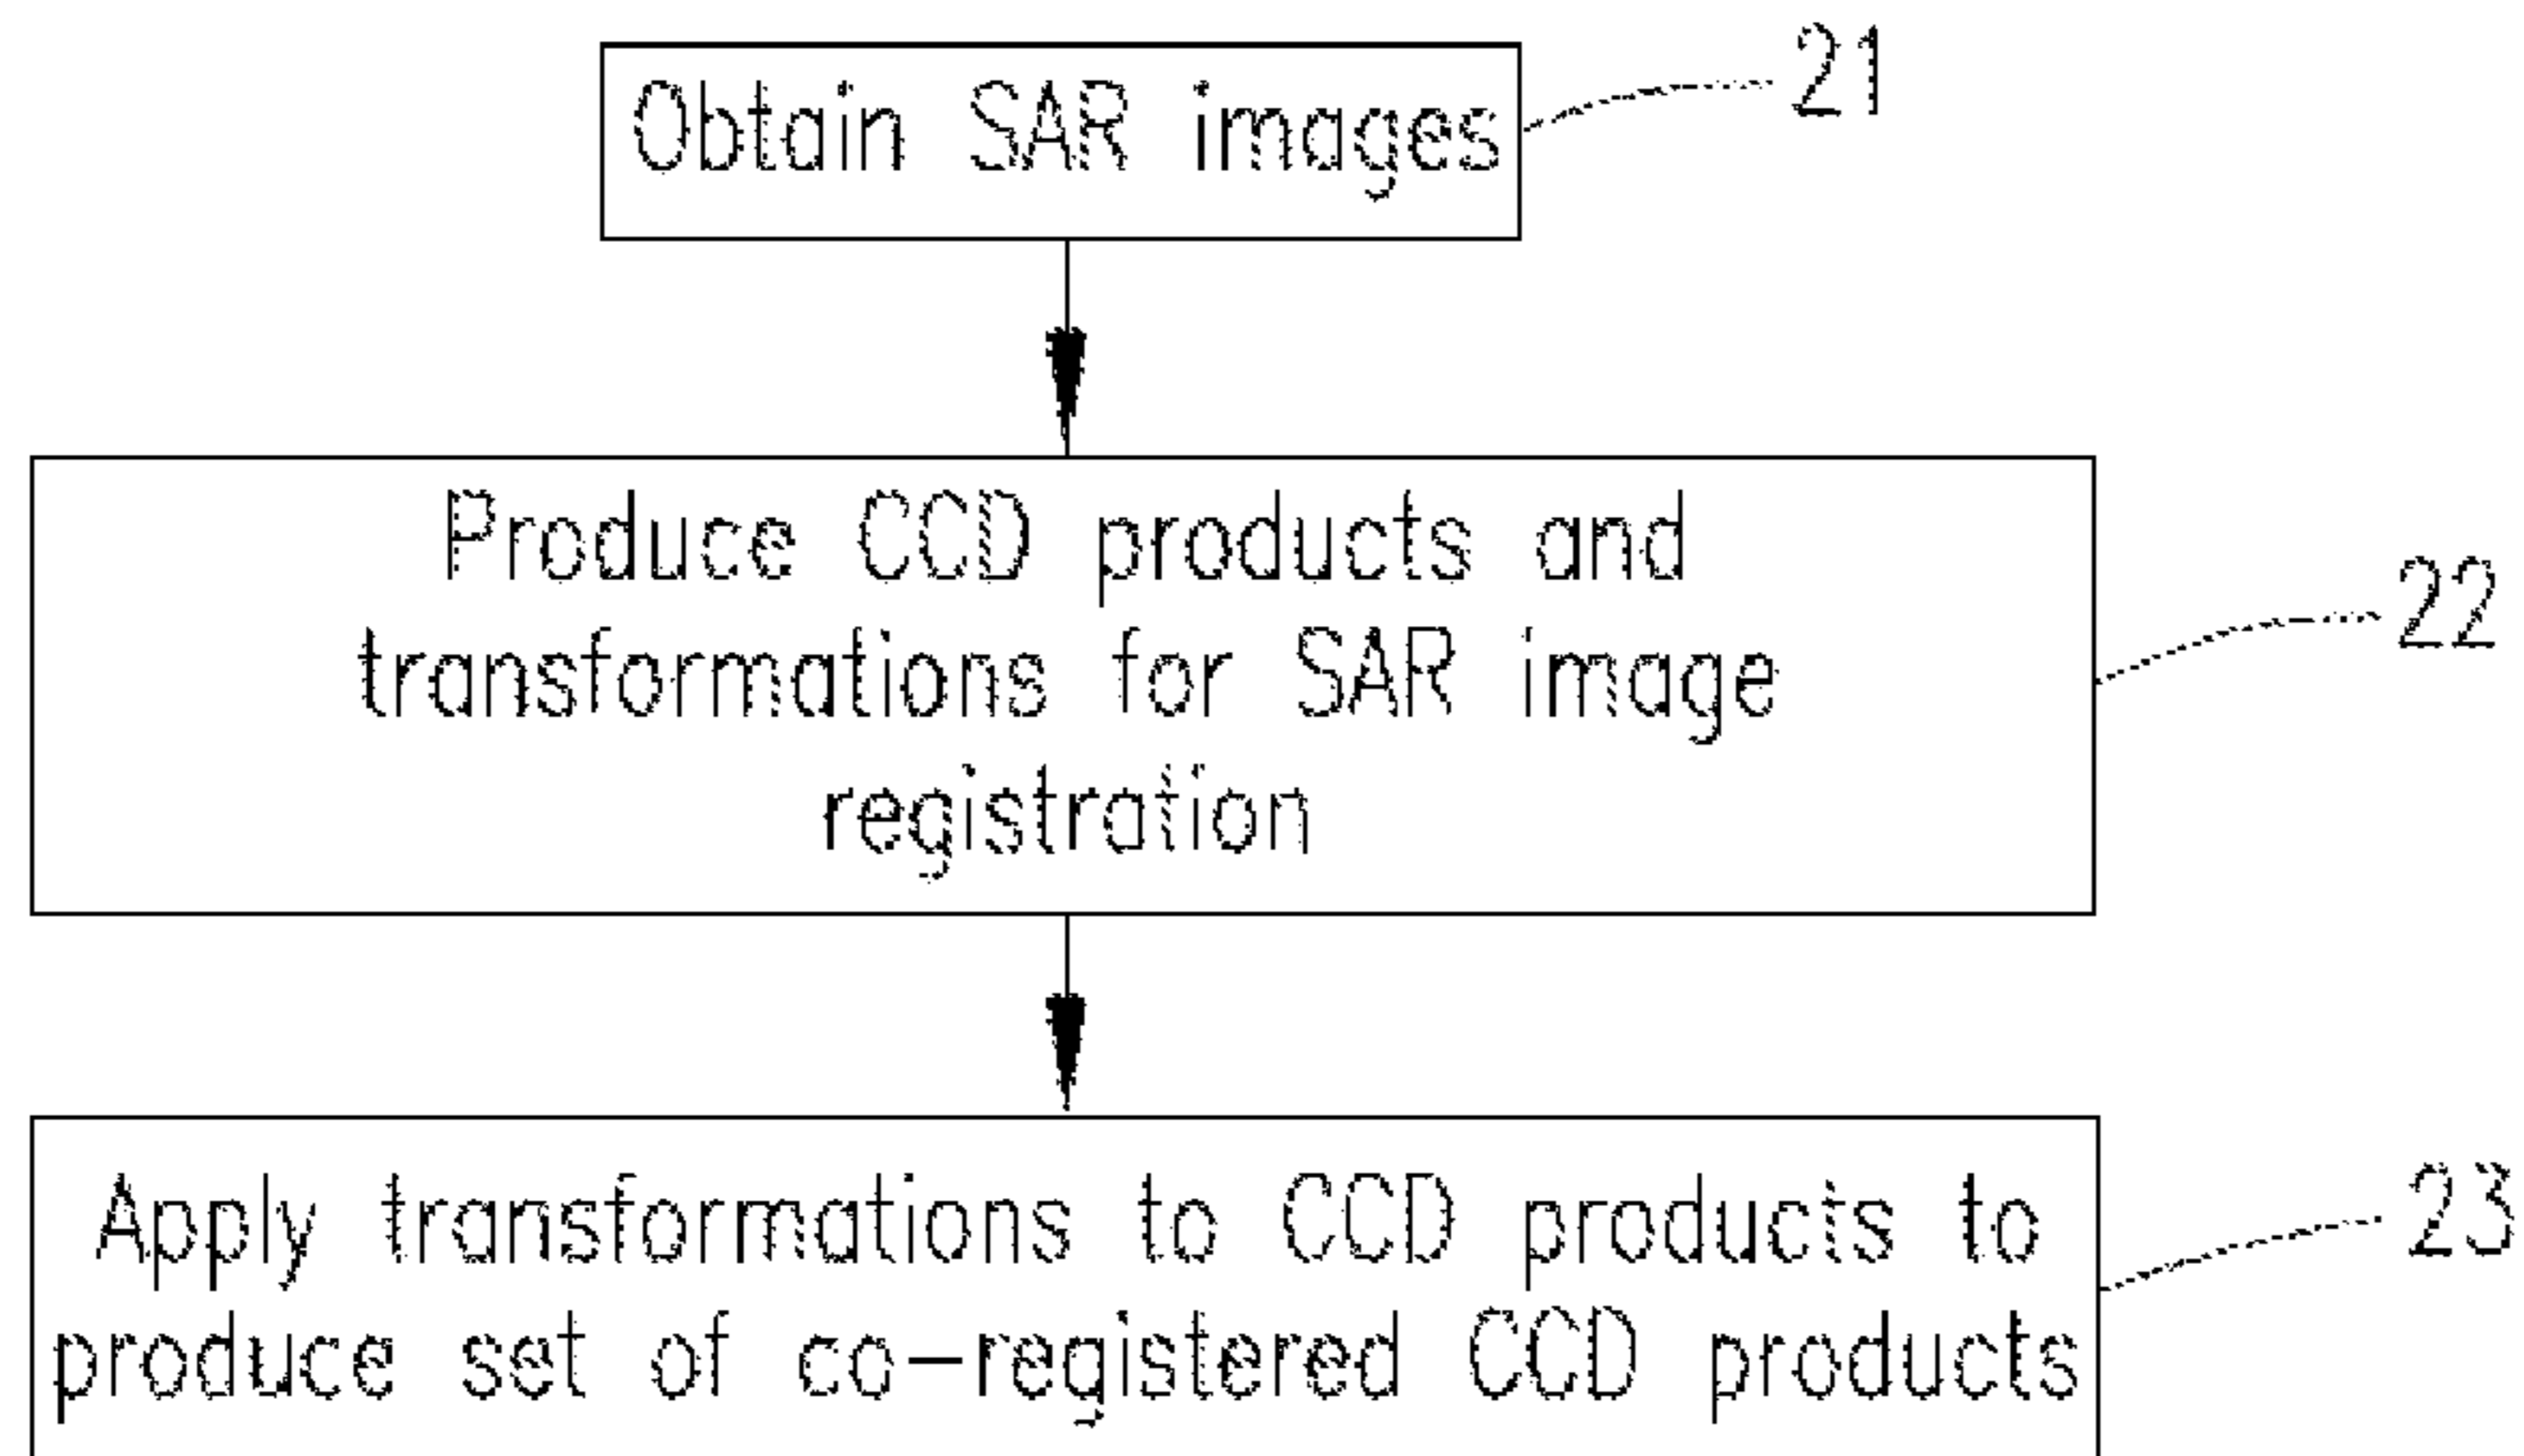 Obtain SAR images
21
Produce CCD products and
transformations for SAR image
registration
22
Apply transformations to CCD products to
produce set of co-registered CCD products
23